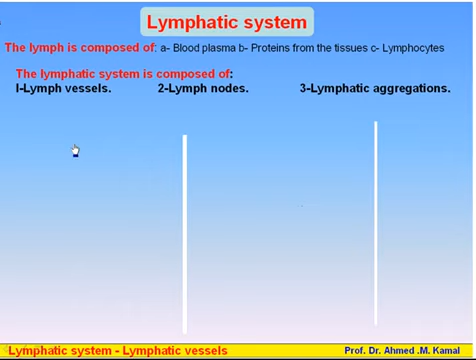 Lymphatic system
The lymph is composed of: a- Blood plasma b- Proteins from the tissues c- Lymphocytes
The lymphatic system is composed of:
I-Lymph vessels. 2-Lymph nodes. 3-Lymphatic aggregations.
Lymphatic system - Lymphatic vessels Prof. Dr. Ahmed .M. Kamal